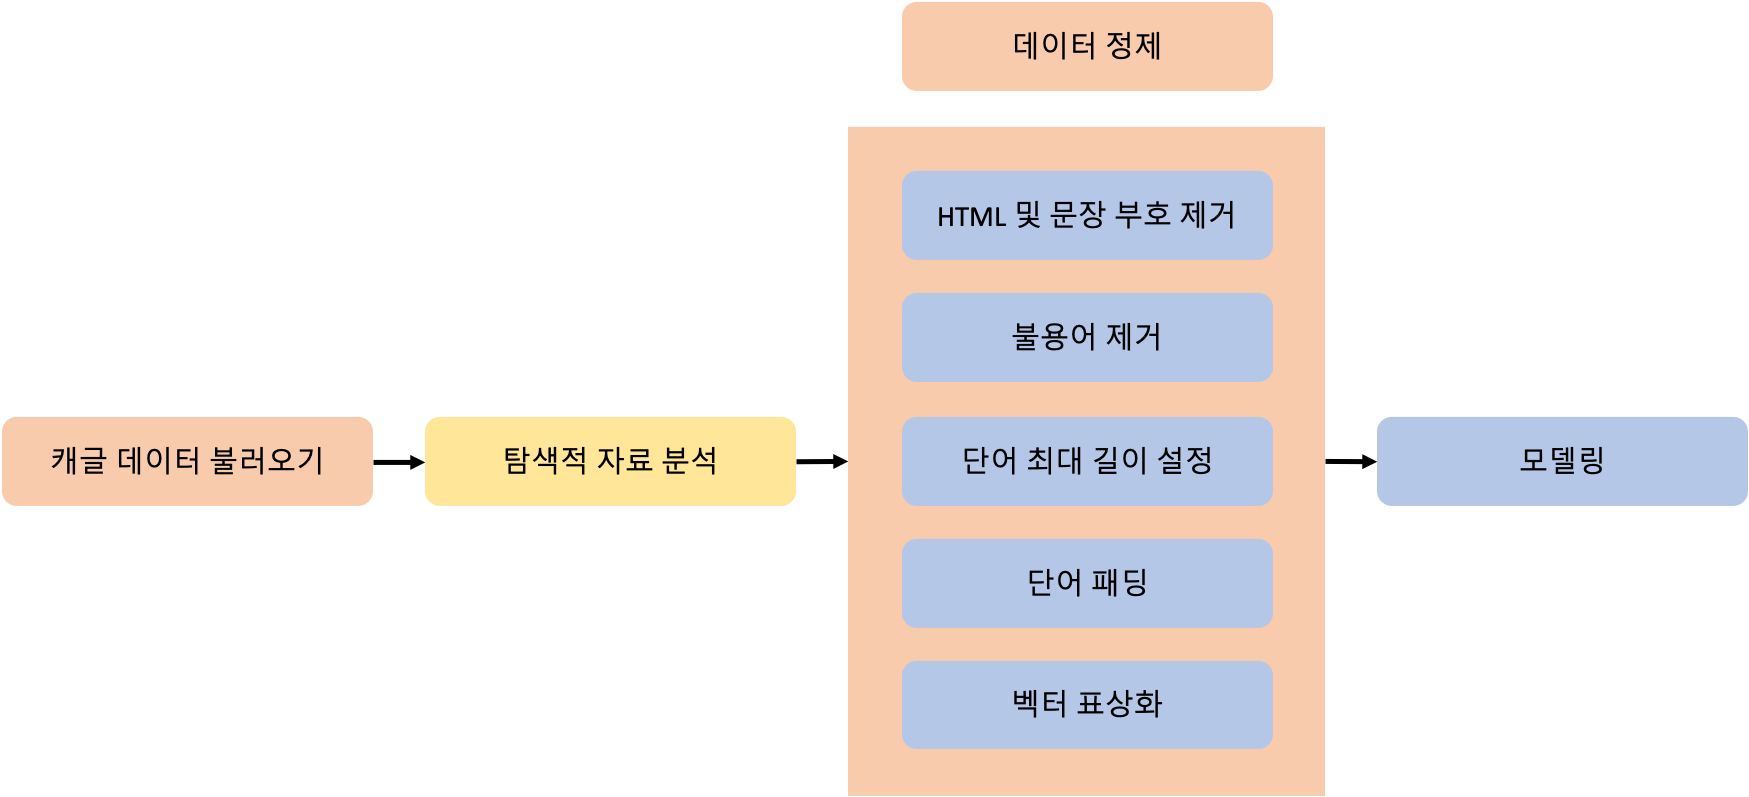 캐글 데이터 불러오기
탐색적 자료 분석
데이터 정제
HTML 및 문장 부호 제거
불용어 제거
단어 최대 길이 설정
단어 패딩
벡터 표상화
모델링